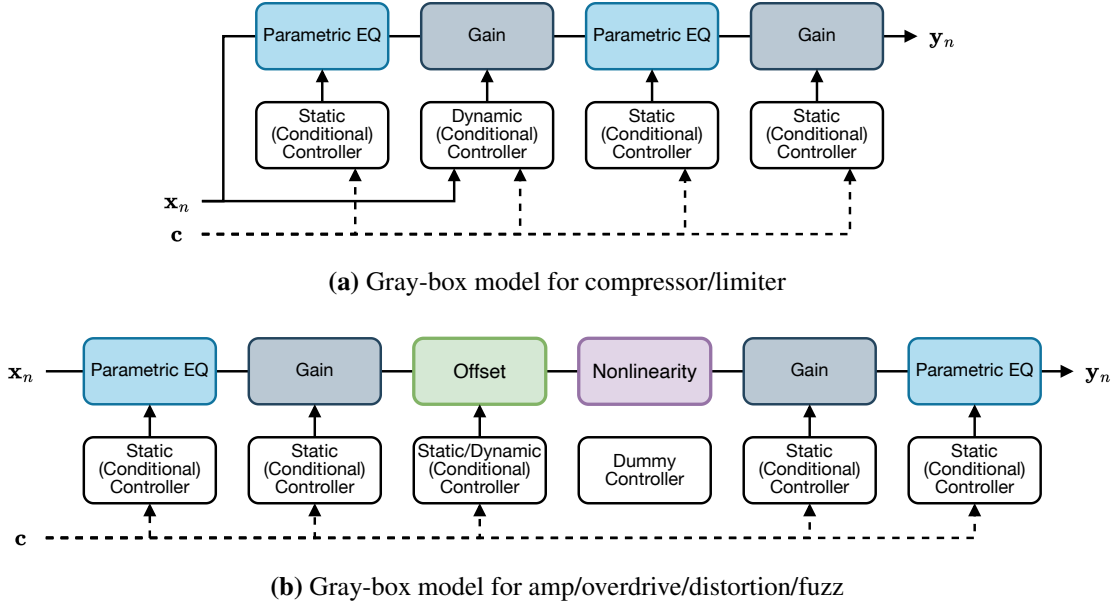 Parametric EQ
Gain
Parametric EQ
Gain
𝐲ₙ
Static
(Conditional)
Controller
Dynamic
(Conditional)
Controller
Static
(Conditional)
Controller
Static
(Conditional)
Controller
𝐱ₙ
𝐜
(a) Gray-box model for compressor/limiter
𝐱ₙ
Parametric EQ
Gain
Offset
Nonlinearity
Gain
Parametric EQ
𝐲ₙ
Static
(Conditional)
Controller
Static
(Conditional)
Controller
Static/Dynamic
(Conditional)
Controller
Dummy
Controller
Static
(Conditional)
Controller
Static
(Conditional)
Controller
𝐜
(b) Gray-box model for amp/overdrive/distortion/fuzz